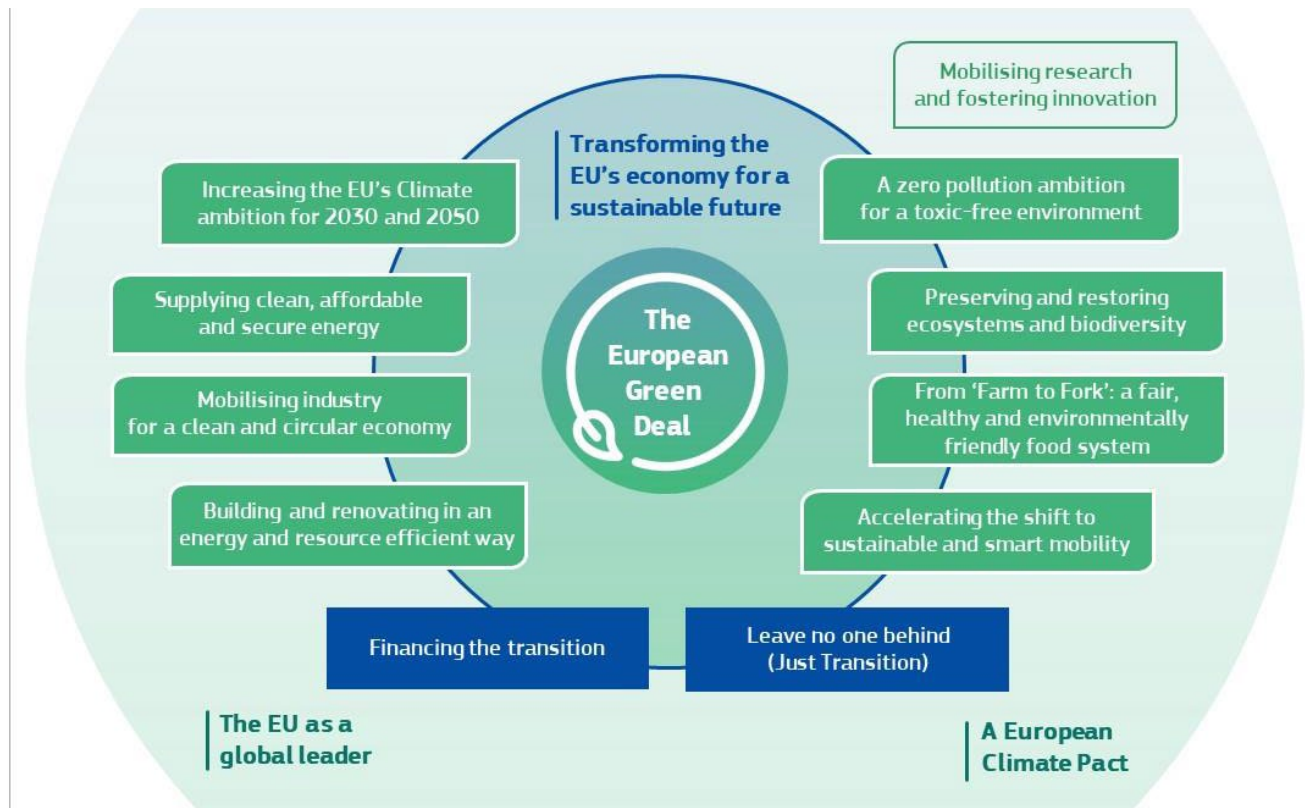 Mobilising research
and fostering innovation
Transforming the
EU's economy for a
sustainable future
Increasing the EU's Climate
ambition for 2030 and 2050
A zero pollution ambition
for a toxic-free environment
Supplying clean, affordable
and secure energy
Preserving and restoring
ecosystems and biodiversity
The
European
Green
Deal
Mobilising industry
for a clean and circular economy
From ‘Farm to Fork’: a fair,
healthy and environmentally
friendly food system
Building and renovating in an
energy and resource efficient way
Accelerating the shift to
sustainable and smart mobility
Financing the transition
Leave no one behind
(Just Transition)
The EU as a
global leader
A European
Climate Pact